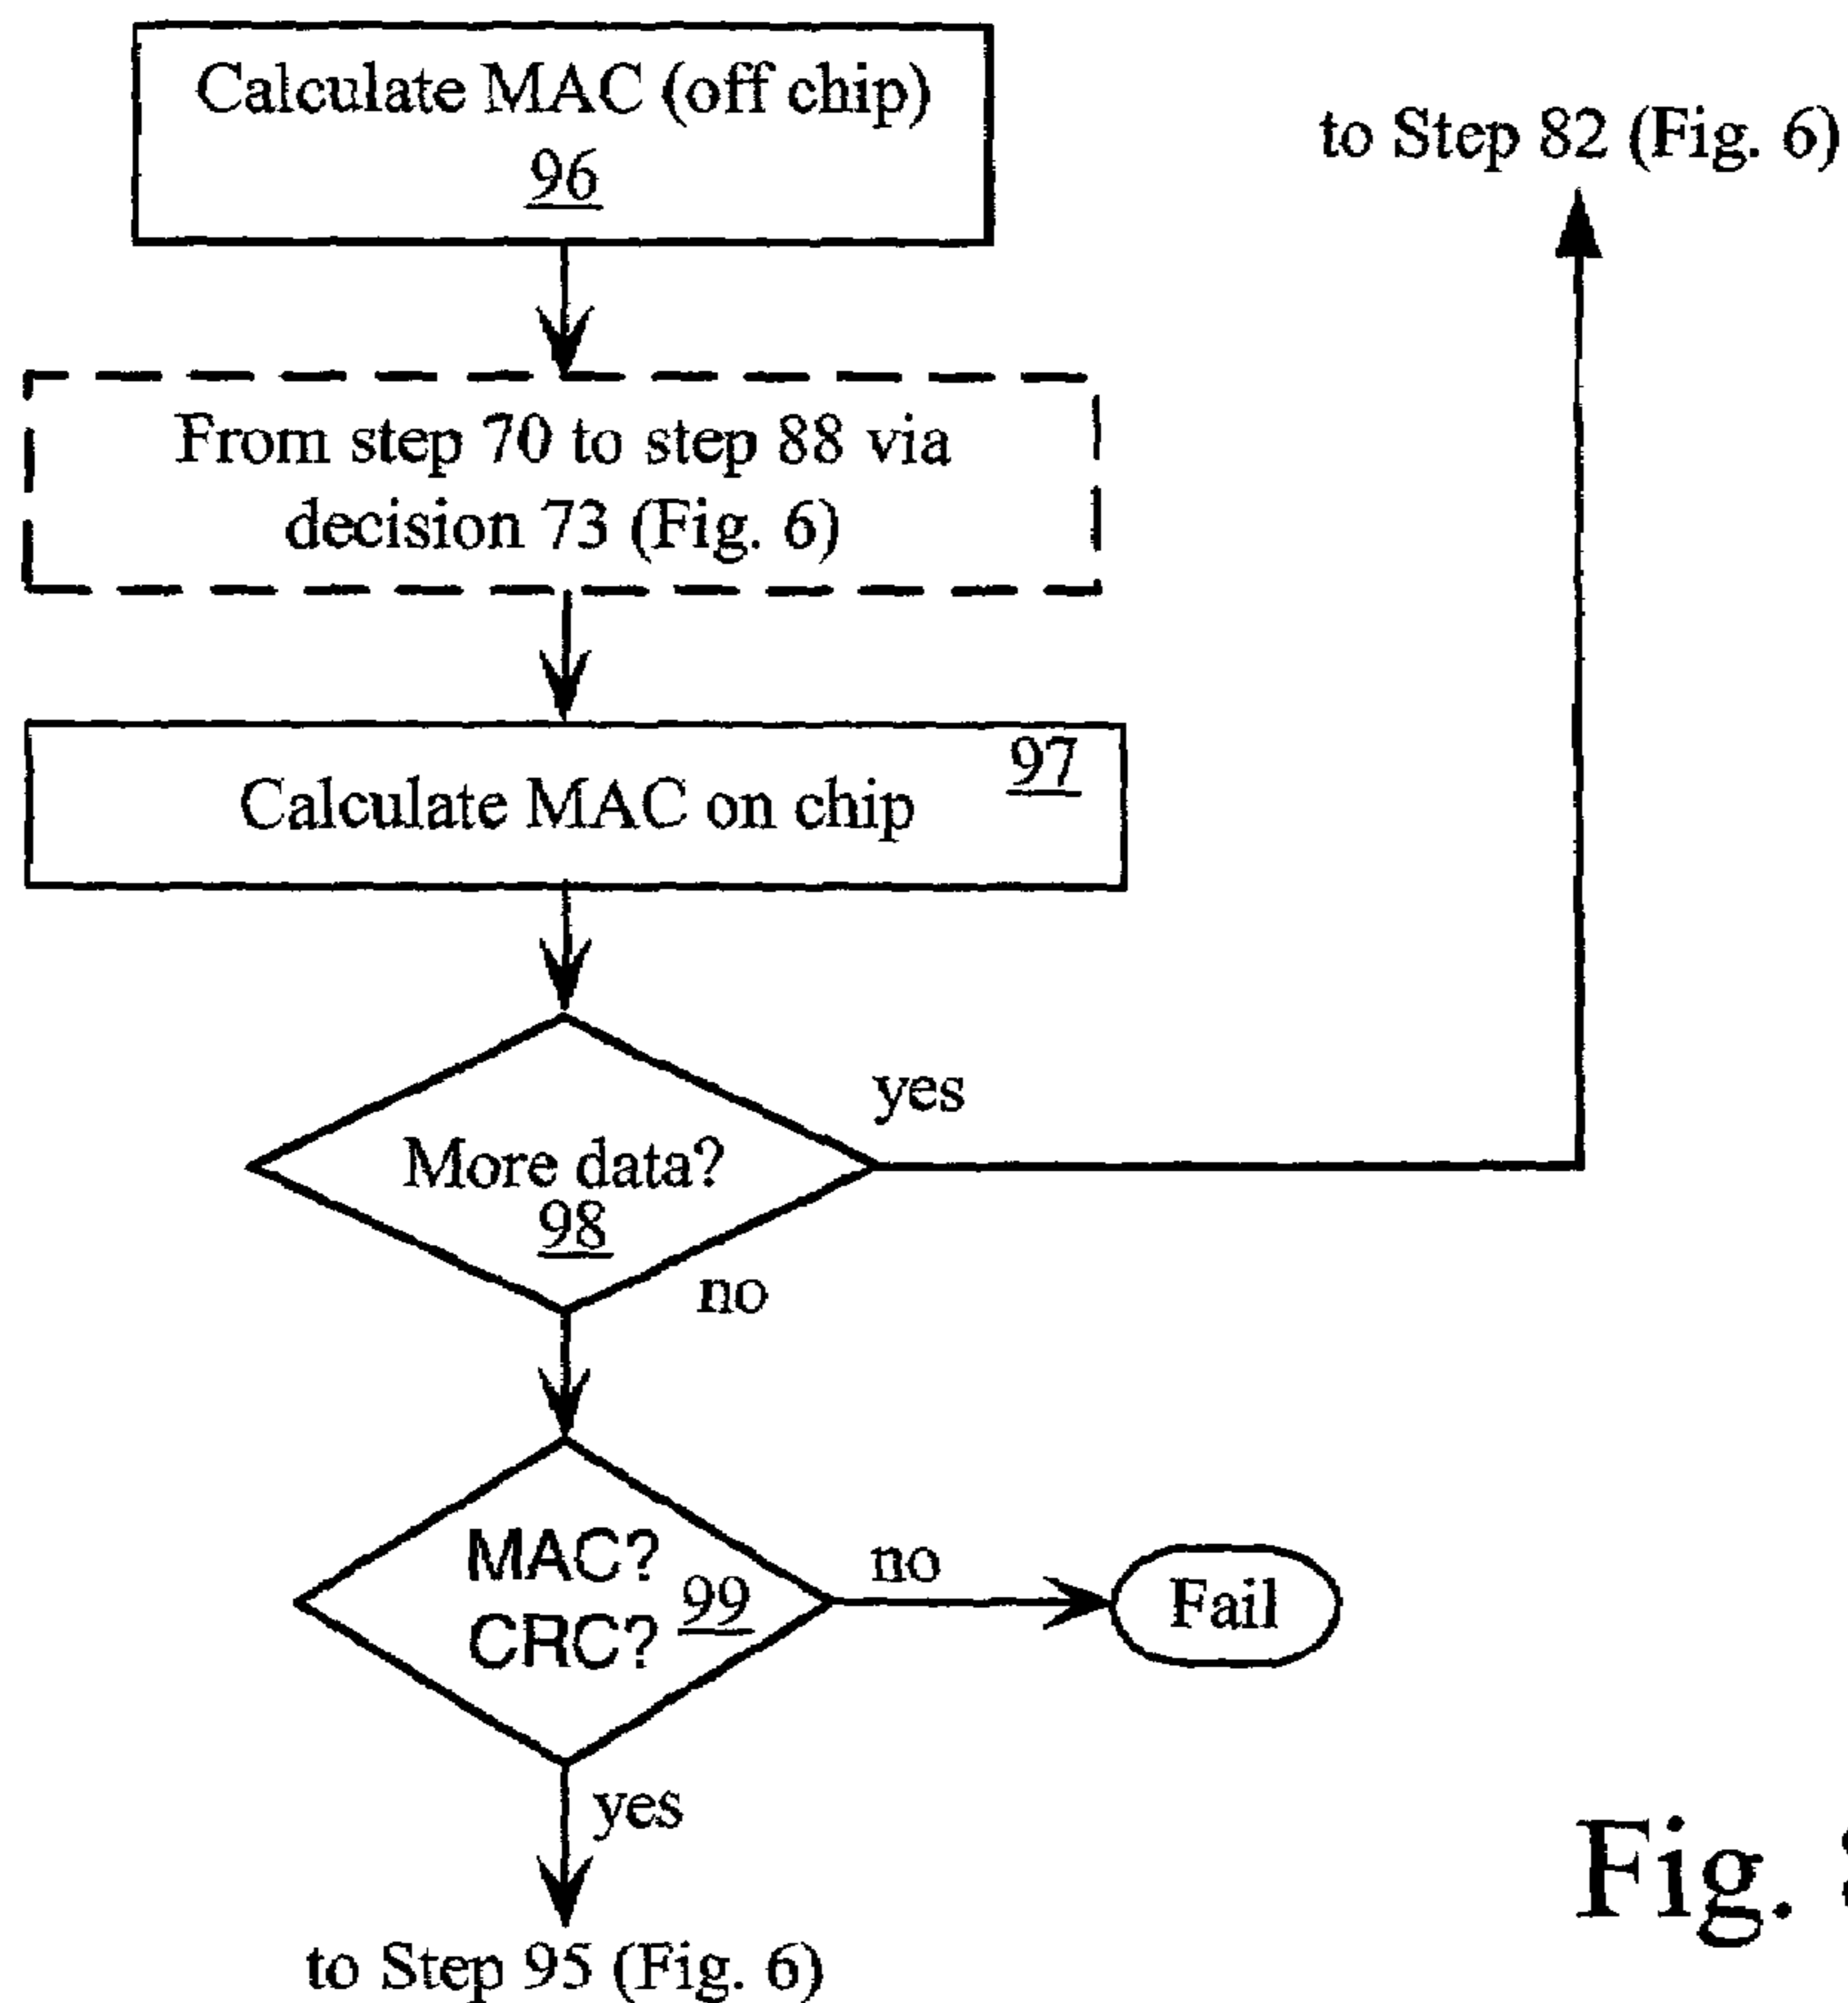 Calculate MAC (off chip)
96
to Step 82 (Fig. 6)
From step 70 to step 88 via
decision 73 (Fig. 6)
97
Calculate MAC on chip
yes
More data?
98
no
MAC?
CRC?
99
no
Fail
yes
to Step 95 (Fig. 6)
Fig.